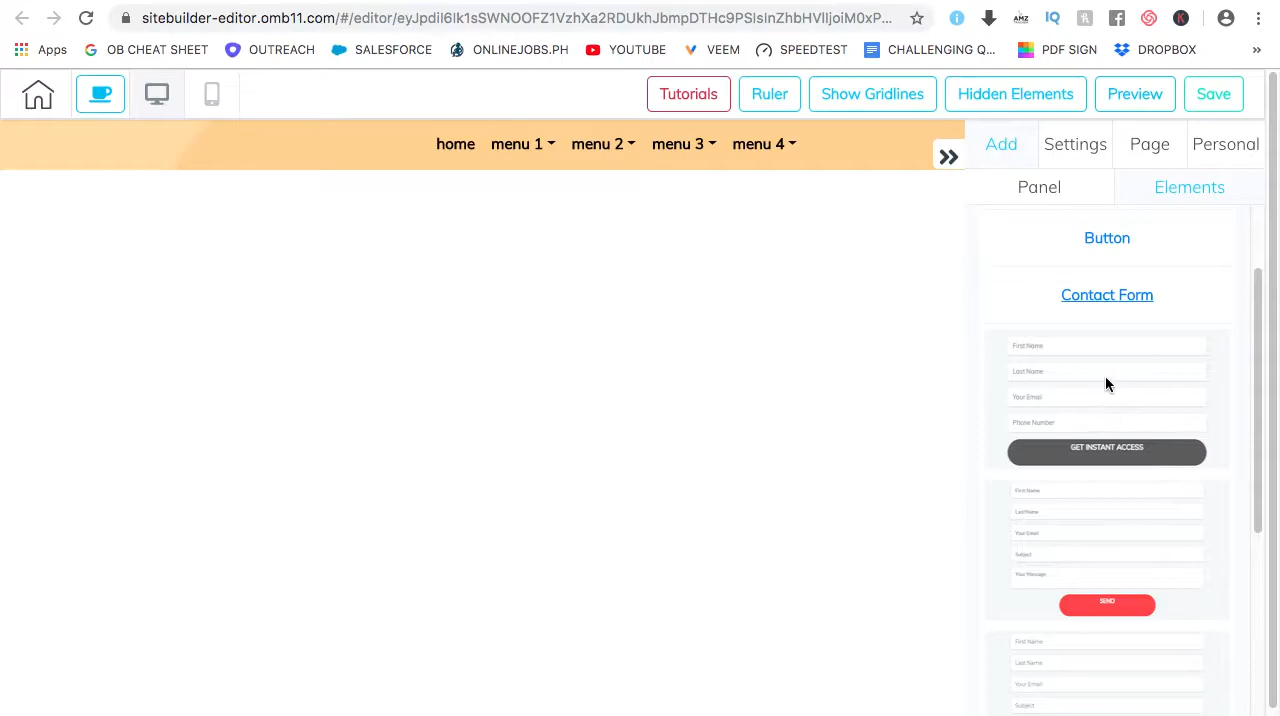 sitebuilder-editor.omb11.com/#/editor/eyJpdiI6Ik1sSWNOOFZ1VzhXa2RDUkhJbmpDTHc9PSIsInZhbHVlIjoiM0xP...
Apps
OB CHEAT SHEET
OUTREACH
SALESFORCE
ONLINEJOBS.PH
YOUTUBE
VEEM
SPEEDTEST
CHALLENGING Q...
PDF SIGN
DROPBOX
»
Tutorials
Ruler
Show Gridlines
Hidden Elements
Preview
Save
home
menu 1
menu 2
menu 3
menu 4
Add
Settings
Page
Personal
Panel
Elements
Button
Contact Form
First Name
Last Name
Your Email
Phone Number
GET INSTANT ACCESS
First Name
Last Name
Your Email
Subject
Your Message
SEND
First Name
Last Name
Your Email
Subject